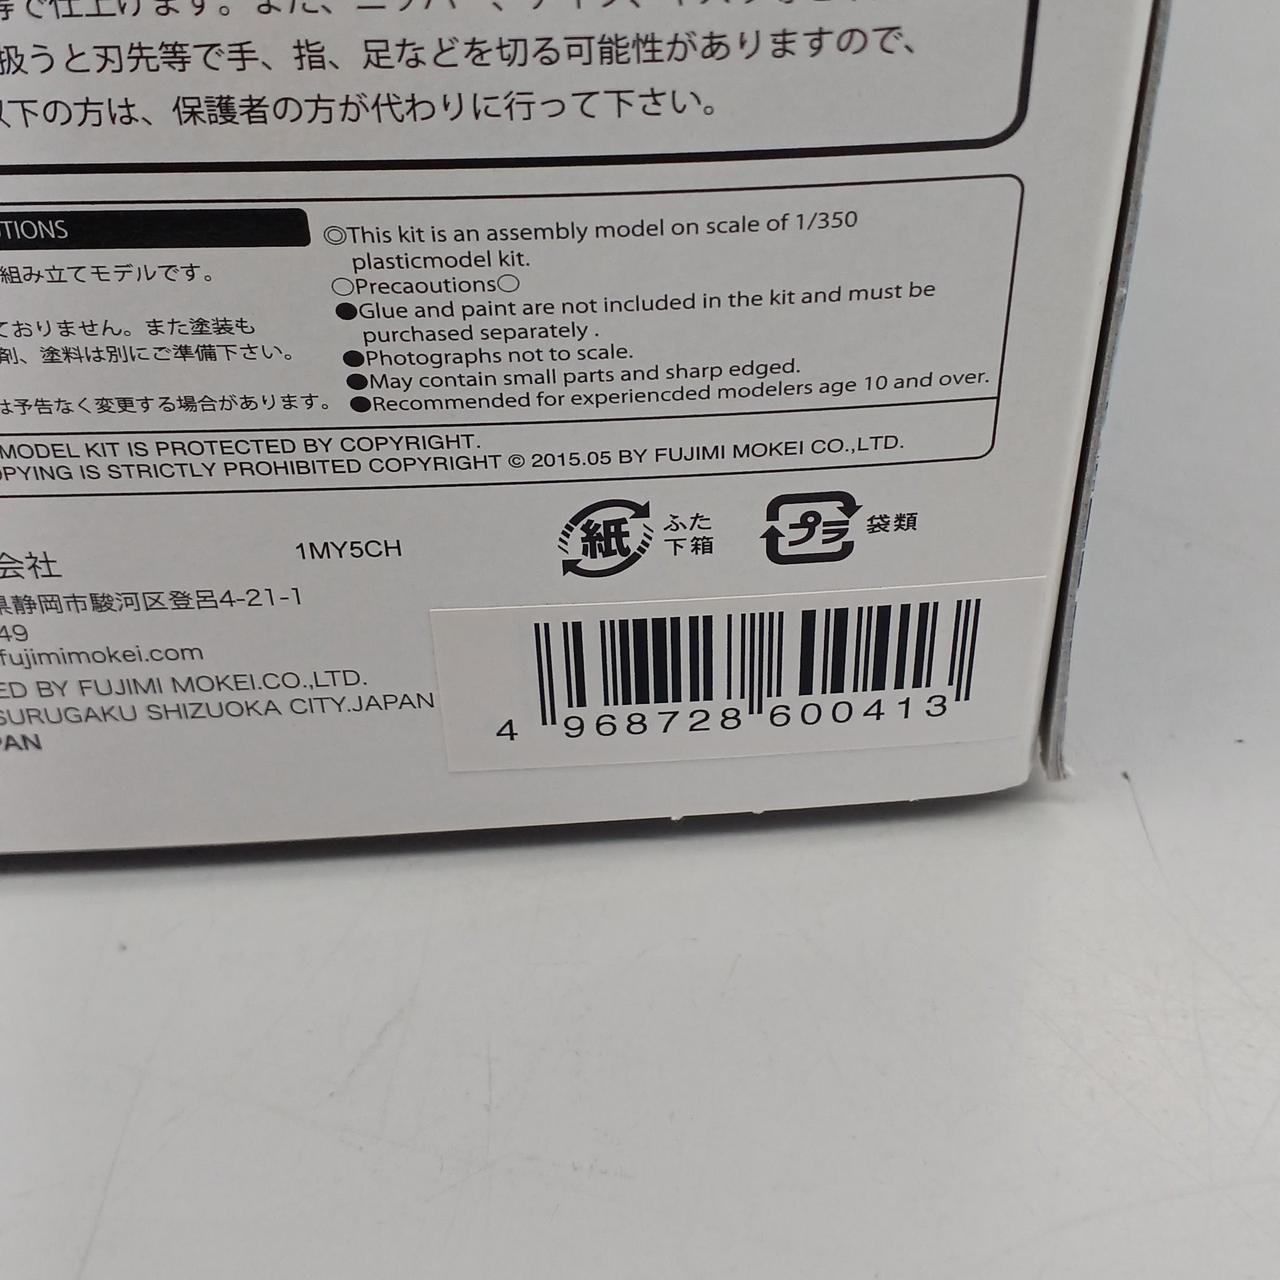 等で仕上げます。また、ニッパー、ナイフ、
扱うと刃先等で手、指、足などを切る可能性がありますので、
以下の方は、保護者の方が代わりに行って下さい。
TIONS
組み立てモデルです。
ておりません。また塗装も
剤、塗料は別にご準備下さい。
は予告なく変更する場合があります。
◎This kit is an assembly model on scale of 1/350
plasticmodel kit.
○Precaoutions○
●Glue and paint are not included in the kit and must be
purchased separately .
●Photographs not to scale.
●May contain small parts and sharp edged.
●Recommended for experiencded modelers age 10 and over.
MODEL KIT IS PROTECTED BY COPYRIGHT.
OPYING IS STRICTLY PROHIBITED COPYRIGHT © 2015.05 BY FUJIMI MOKEI CO.,LTD.
紙 ふた
下箱
プラ 袋類
会社
1MY5CH
県静岡市駿河区登呂4-21-1
49
fujimimokei.com
ED BY FUJIMI MOKEI.CO.,LTD.
SURUGAKU SHIZUOKA CITY.JAPAN
PAN
4 968728 600413